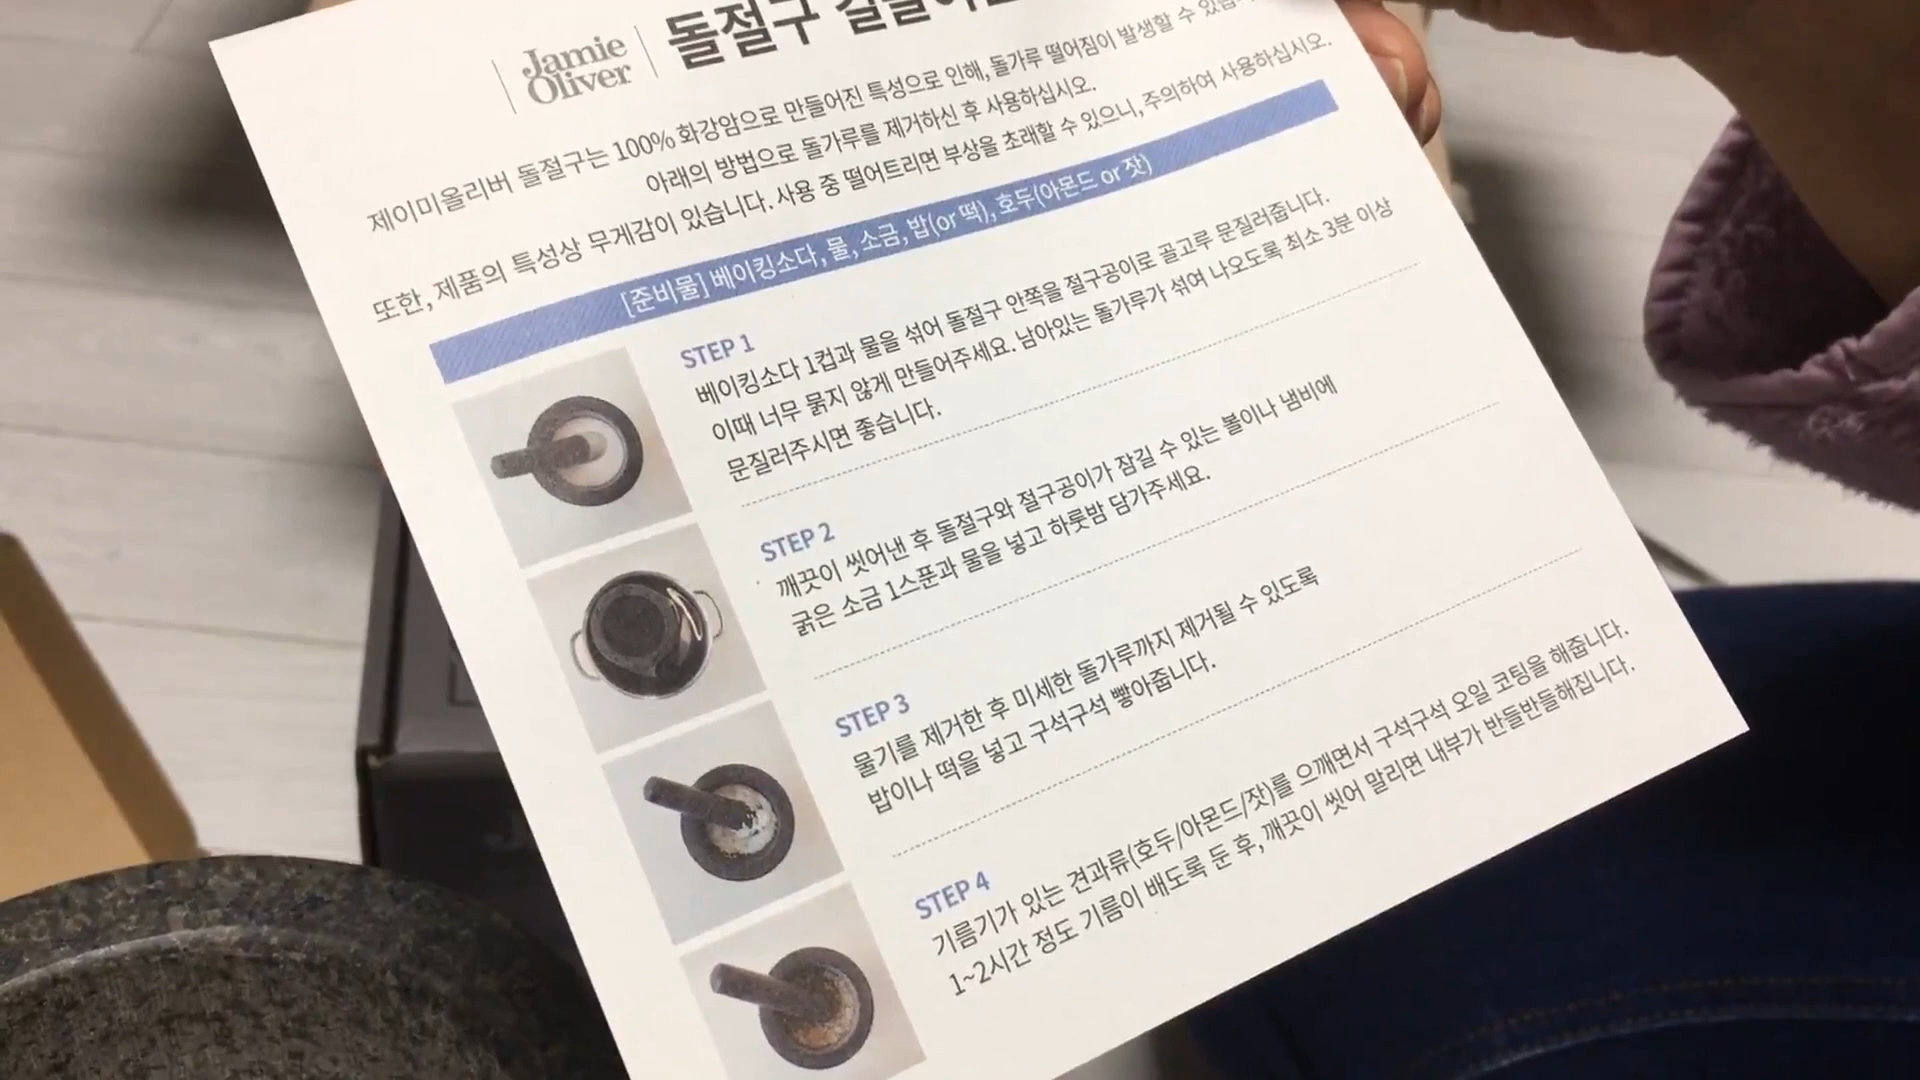 Jamie
Oliver
돌절구
제이미올리버 돌절구는 100% 화강암으로 만들어진 특성으로 인해, 돌가루 떨어짐이 발생할 수
아래의 방법으로 돌가루를 제거하신 후 사용하십시오.
또한, 제품의 특성상 무게감이 있습니다. 사용 중 떨어트리면 부상을 초래할 수 있으니, 주의하여 사용하십시오.
[준비물] 베이킹소다, 물, 소금, 밥(or 떡), 호두(아몬드 or 잣)
STEP 1
베이킹소다 1컵과 물을 섞어 돌절구 안쪽을 절구공이로 골고루 문질러줍니다.
이때 너무 묽지 않게 만들어주세요. 남아있는 돌가루가 섞여 나오도록 최소 3분 이상
문질러주시면 좋습니다.
STEP 2
깨끗이 씻어낸 후 돌절구와 절구공이가 잠길 수 있는 볼이나 냄비에
굵은 소금 1스푼과 물을 넣고 하룻밤 담가주세요.
STEP 3
물기를 제거한 후 미세한 돌가루까지 제거될 수 있도록
밥이나 떡을 넣고 구석구석 빻아줍니다.
STEP 4
기름기가 있는 견과류(호두/아몬드/잣)를 으깨면서 구석구석 오일 코팅을 해줍니다.
1~2시간 정도 기름이 배도록 둔 후, 깨끗이 씻어 말리면 내부가 반들반들해집니다.